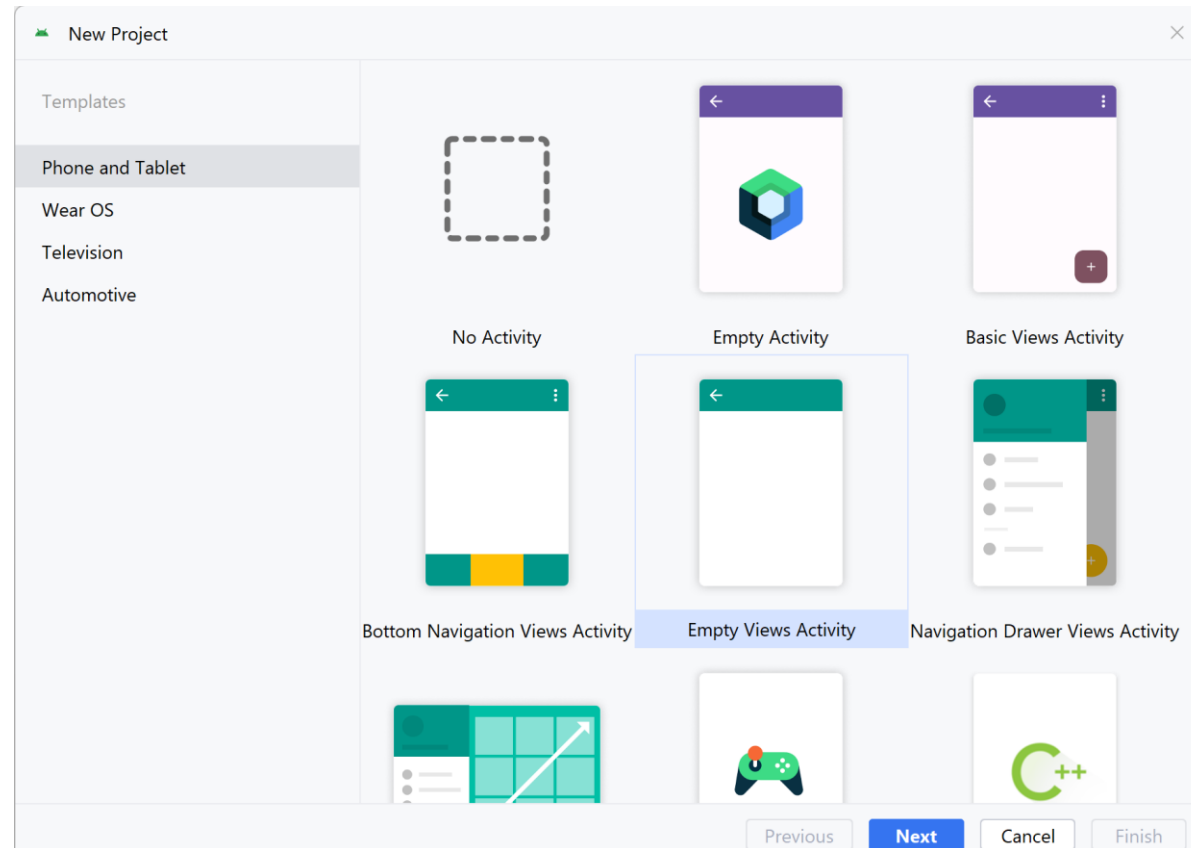 New Project
Templates
Phone and Tablet
Wear OS
Television
Automotive
No Activity
Empty Activity
Basic Views Activity
Bottom Navigation Views Activity
Empty Views Activity
Navigation Drawer Views Activity
C++
Previous
Next
Cancel
Finish